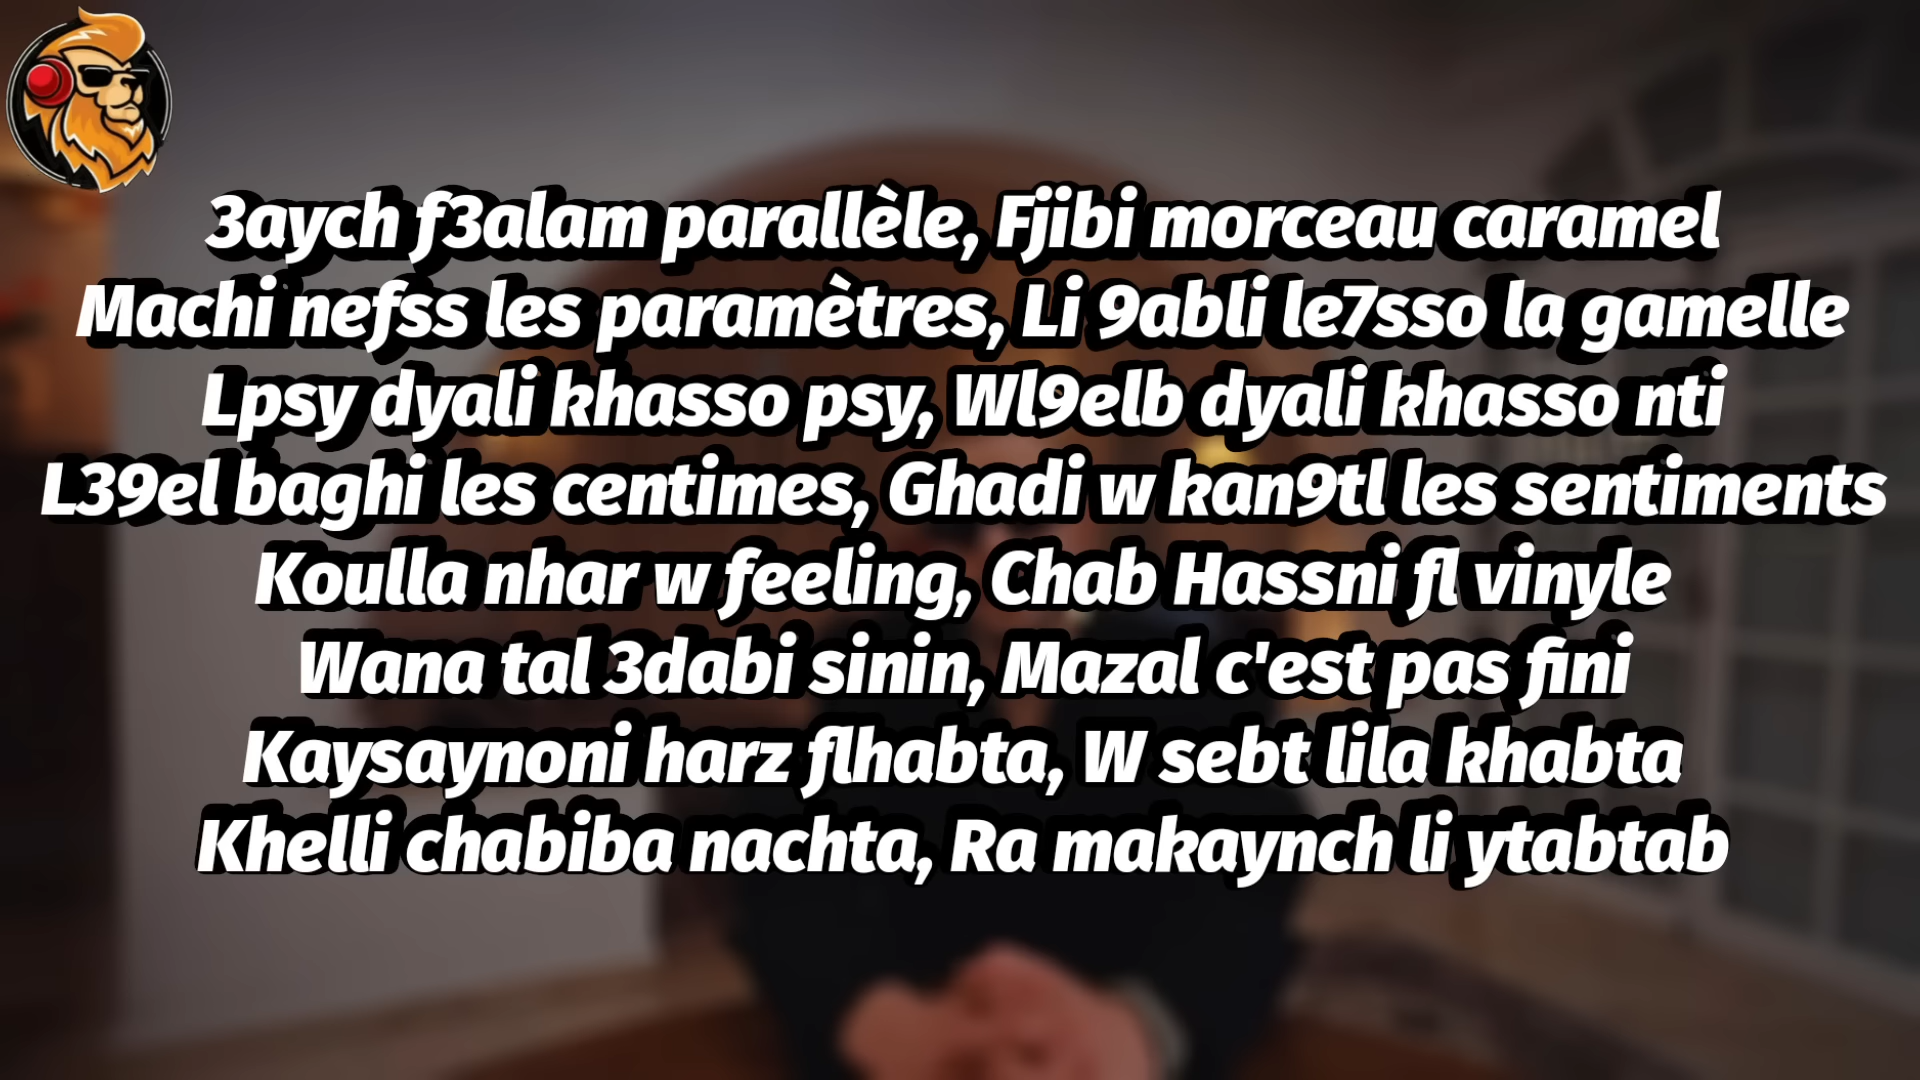 3aych f3alam parallèle, Fjibi morceau caramel
Machi nefss les paramètres, Li 9abli le7sso la gamelle
Lpsy dyali khasso psy, Wl9elb dyali khasso nti
L39el baghi les centimes, Ghadi w kan9tl les sentiments
Koulla nhar w feeling, Chab Hassni fl vinyle
Wana tal 3dabi sinin, Mazal c'est pas fini
Kaysaynoni harz flhabta, W sebt lila khabta
Khelli chabiba nachta, Ra makaynch li ytabtab